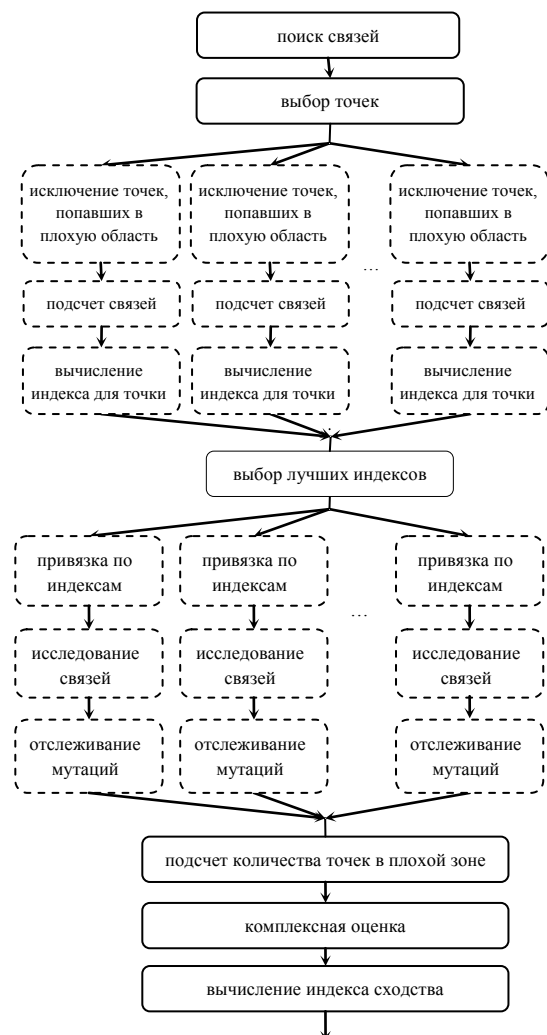 поиск связей
выбор точек
исключение точек,
попавших в
плохую область
исключение точек,
попавших в
плохую область
исключение точек,
попавших в
плохую область
...
подсчет связей
подсчет связей
подсчет связей
вычисление
индекса для точки
вычисление
индекса для точки
вычисление
индекса для точки
выбор лучших индексов
привязка по
индексам
привязка по
индексам
привязка по
индексам
...
исследование
связей
исследование
связей
исследование
связей
отслеживание
мутаций
отслеживание
мутаций
отслеживание
мутаций
подсчет количества точек в плохой зоне
комплексная оценка
вычисление индекса сходства